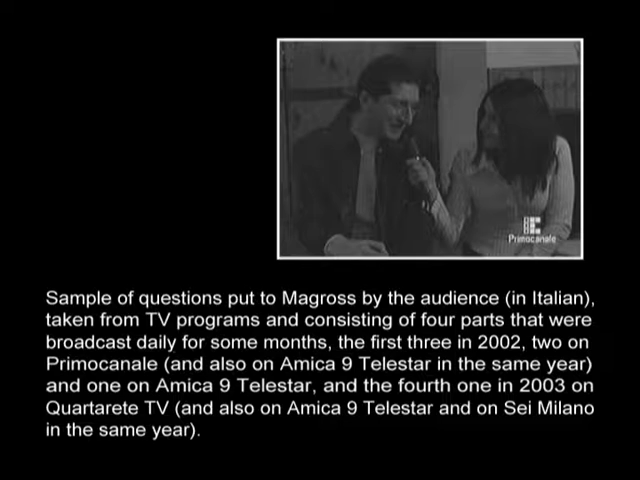 Primocanale
Sample of questions put to Magross by the audience (in Italian),
taken from TV programs and consisting of four parts that were
broadcast daily for some months, the first three in 2002, two on
Primocanale (and also on Amica 9 Telestar in the same year)
and one on Amica 9 Telestar, and the fourth one in 2003 on
Quartarete TV (and also on Amica 9 Telestar and on Sei Milano
in the same year).